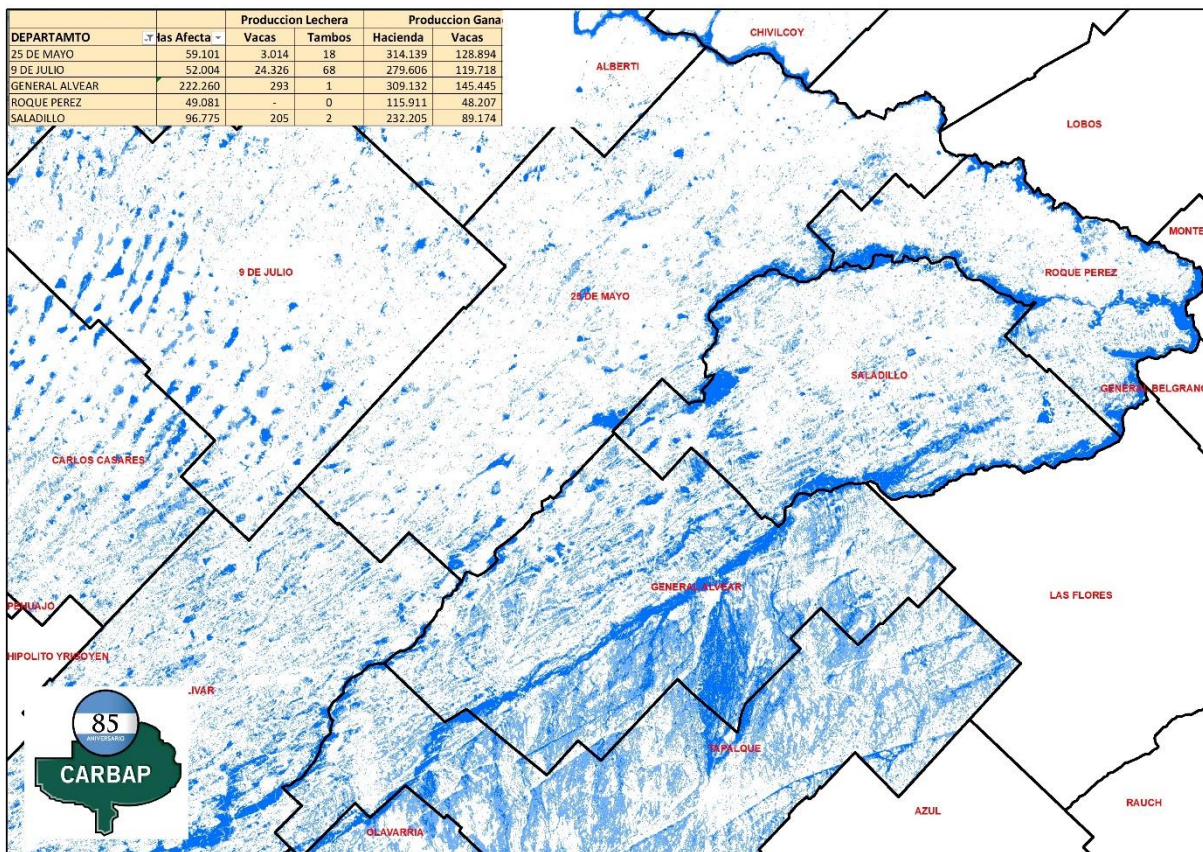 Produccion Lechera Produccion Gana
DEPARTAMTO Has Afecta Vacas Tambos Hacienda Vacas
25 DE MAYO 59.101 3.014 18 314.139 128.894
9 DE JULIO 52.004 24.326 68 279.606 119.718
GENERAL ALVEAR 222.260 293 1 309.132 145.445
ROQUE PEREZ 49.081 - 0 115.911 48.207
SALADILLO 96.775 205 2 232.205 89.174
CHIVILCOY
ALBERTI
LOBOS
MONTE
9 DE JULIO
ROQUE PEREZ
25 DE MAYO
SALADILLO
GENERAL BELGRANO
CARLOS CASARES
GENERAL ALVEAR
LAS FLORES
PEHUAJO
HIPOLITO YRIGOYEN
LIVAR
TAPALQUE
AZUL
RAUCH
OLAVARRIA
85
ANIVERSARIO
CARBAP